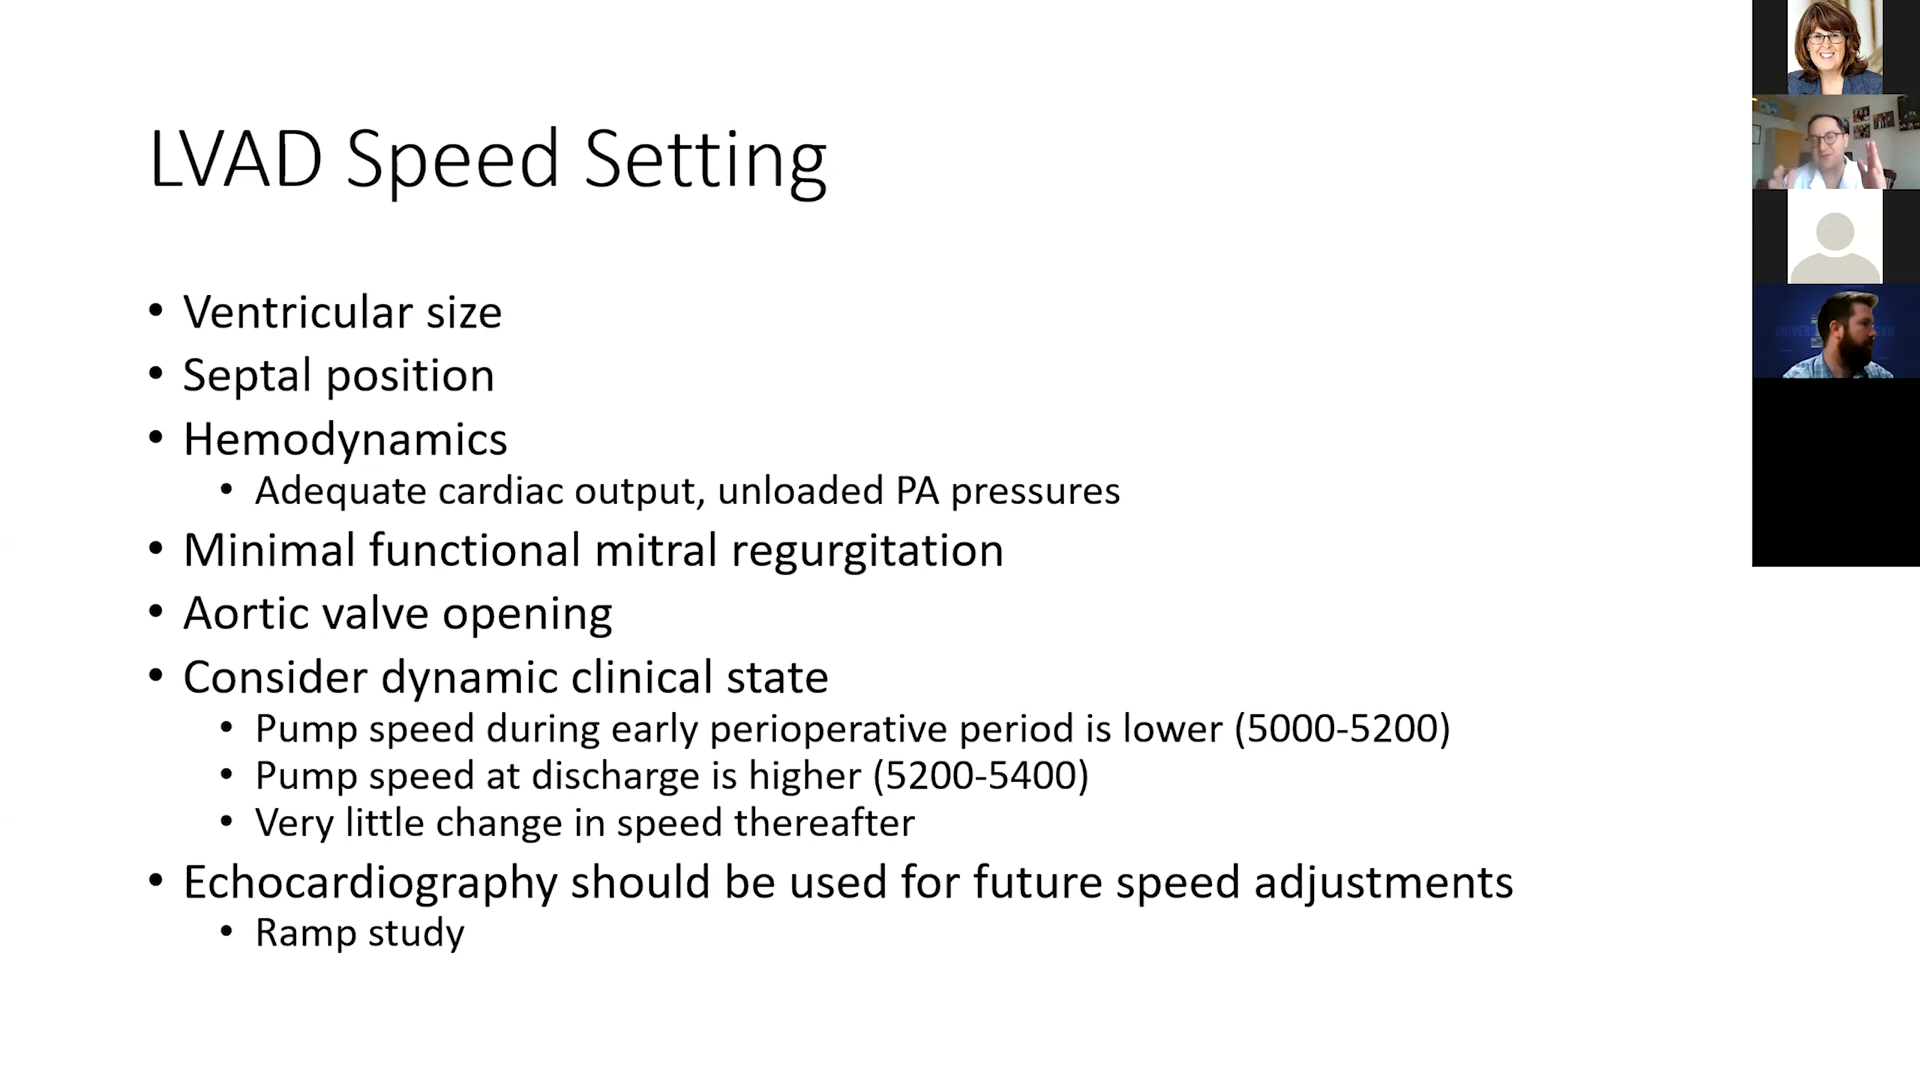 LVAD Speed Setting
• Ventricular size
• Septal position
• Hemodynamics
• Adequate cardiac output, unloaded PA pressures
• Minimal functional mitral regurgitation
• Aortic valve opening
• Consider dynamic clinical state
• Pump speed during early perioperative period is lower (5000-5200)
• Pump speed at discharge is higher (5200-5400)
• Very little change in speed thereafter
• Echocardiography should be used for future speed adjustments
• Ramp study